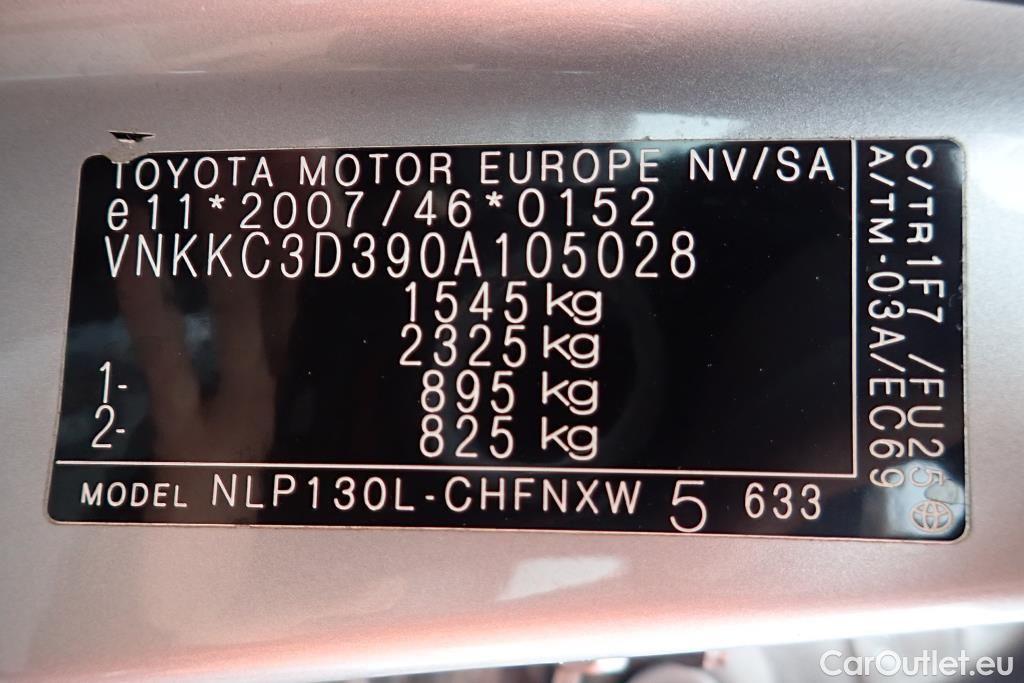 TOYOTA MOTOR EUROPE NV/SA
e11*2007/46*0152
VNKKC3D390A105028
1545 kg
2325 kg
1- 895 kg
2- 825 kg
MODEL NLP130L-CHFNXW 5 633
C/TR1F7 /FU25
A/TM-03A/EC69
CarOutlet.eu